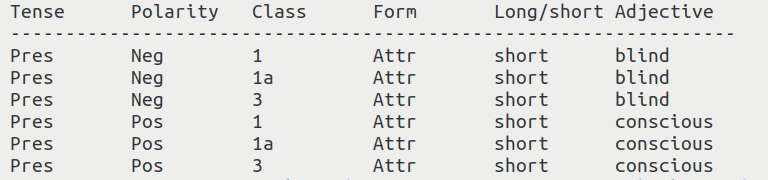 Tense Polarity Class Form Long/short Adjective
------------------------------------------------------------------
Pres Neg 1 Attr short blind
Pres Neg 1a Attr short blind
Pres Neg 3 Attr short blind
Pres Pos 1 Attr short conscious
Pres Pos 1a Attr short conscious
Pres Pos 3 Attr short conscious